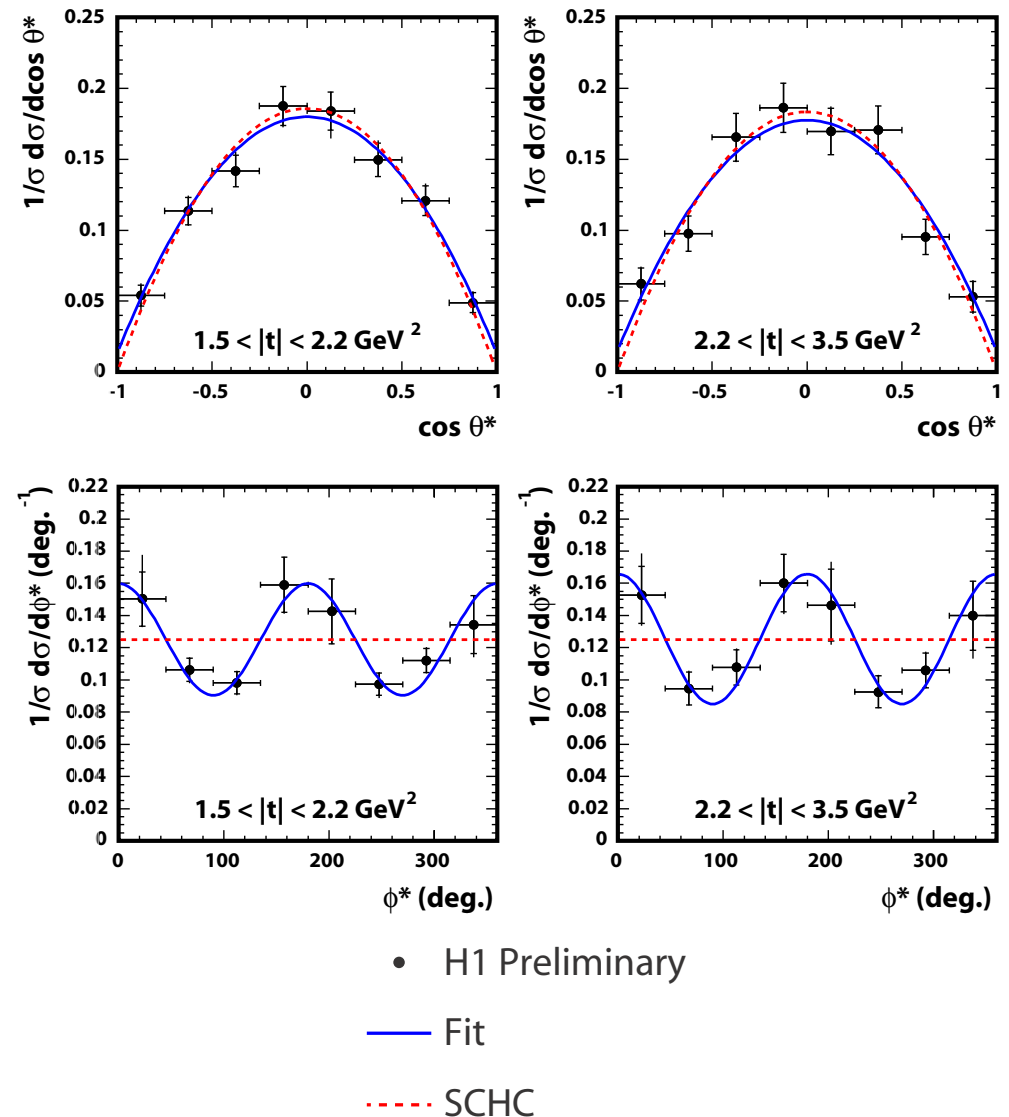 1/σ dσ/dcos θ*
0.25
0.2
0.15
0.1
0.05
0
1.5 < |t| < 2.2 GeV 2
-1 -0.5 0 0.5 1
cos θ*
1/σ dσ/dcos θ*
0.25
0.2
0.15
0.1
0.05
0
2.2 < |t| < 3.5 GeV 2
-1 -0.5 0 0.5 1
cos θ*
1/σ dσ/dϕ* (deg. -1)
0.22
0.2
0.18
0.16
0.14
0.12
0.1
0.08
0.06
0.04
0.02
0
1.5 < |t| < 2.2 GeV2
0 100 200 300
ϕ* (deg.)
1/σ dσ/dϕ* (deg. -1)
0.22
0.2
0.18
0.16
0.14
0.12
0.1
0.08
0.06
0.04
0.02
0
2.2 < |t| < 3.5 GeV2
0 100 200 300
ϕ* (deg.)
H1 Preliminary
Fit
SCHC